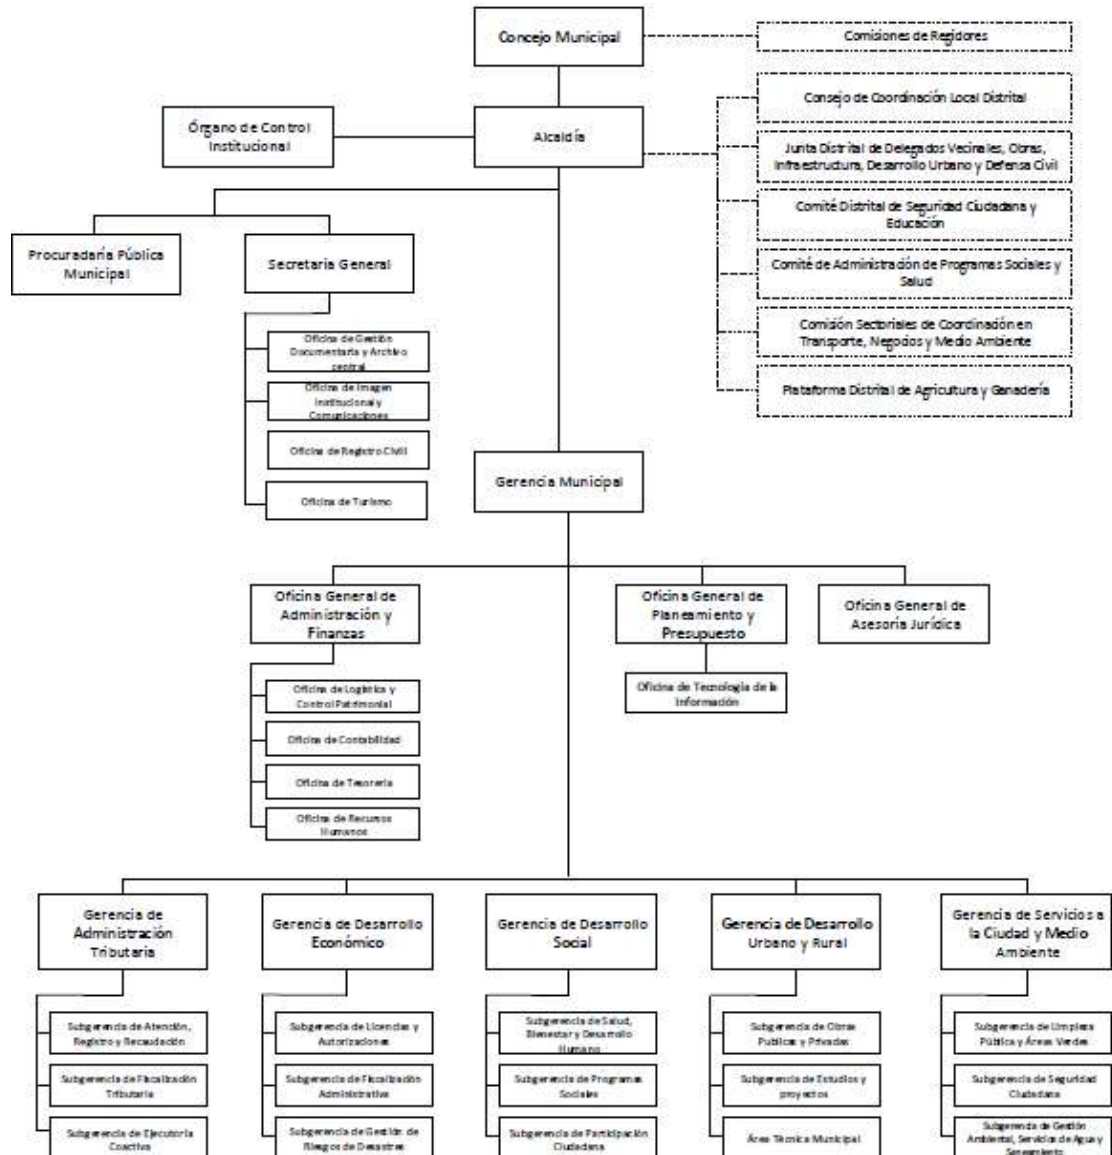 Concejo Municipal
Comisiones de Regidores
Alcaldía
Órgano de Control
Institucional
Consejo de Coordinación Local Distrital
Junta Distrital de Delegados Vecinales, Obras,
Infraestructura, Desarrollo Urbano y Defensa Civil
Comité Distrital de Seguridad Ciudadana y
Educación
Comité de Administración de Programas Sociales y
Salud
Comisión Sectoriales de Coordinación en
Transporte, Negocios y Medio Ambiente
Plataforma Distrital de Agricultura y Ganadería
Procuradaría Pública
Municipal
Secretaria General
Oficina de Gestión
Documentaria y Archivo
central
Oficina de Imagen
Institucional y
Comunicaciones
Oficina de Registro Civill
Oficina de Turismo
Gerencia Municipal
Oficina General de
Administración y
Finanzas
Oficina General de
Planeamiento y
Presupuesto
Oficina General de
Asesoría Jurídica
Oficina de Logística y
Control Patrimonial
Oficina de Contabilidad
Oficina de Tesorería
Oficina de Recursos
Humanos
Oficina de Tecnología de la
Información
Gerencia de
Administración
Tributaria
Gerencia de Desarrollo
Económico
Gerencia de Desarrollo
Social
Gerencia de Desarrollo
Urbano y Rural
Gerencia de Servicios a
la Ciudad y Medio
Ambiente
Subgerencia de Atención,
Registro y Recaudación
Subgerencia de Fiscalización
Tributaria
Subgerencia de Ejecutoría
Coactiva
Subgerencia de Licencias y
Autorizaciones
Subgerencia de Fiscalización
Administrativa
Subgerencia de Gestión de
Riesgos de Desastres
Subgerencia de Salud,
Bienestar y Desarrollo
Humano
Subgerencia de Programas
Sociales
Subgerencia de Participación
Ciudadana
Subgerencia de Obras
Publicas y Privadas
Subgerencia de Estudios y
proyectos
Área Técnica Municipal
Subgerencia de Limpieza
Pública y Áreas Verdes
Subgerencia de Seguridad
Ciudadana
Subgerencia de Gestión
Ambiental, Servicios de Agua y
Saneamiento